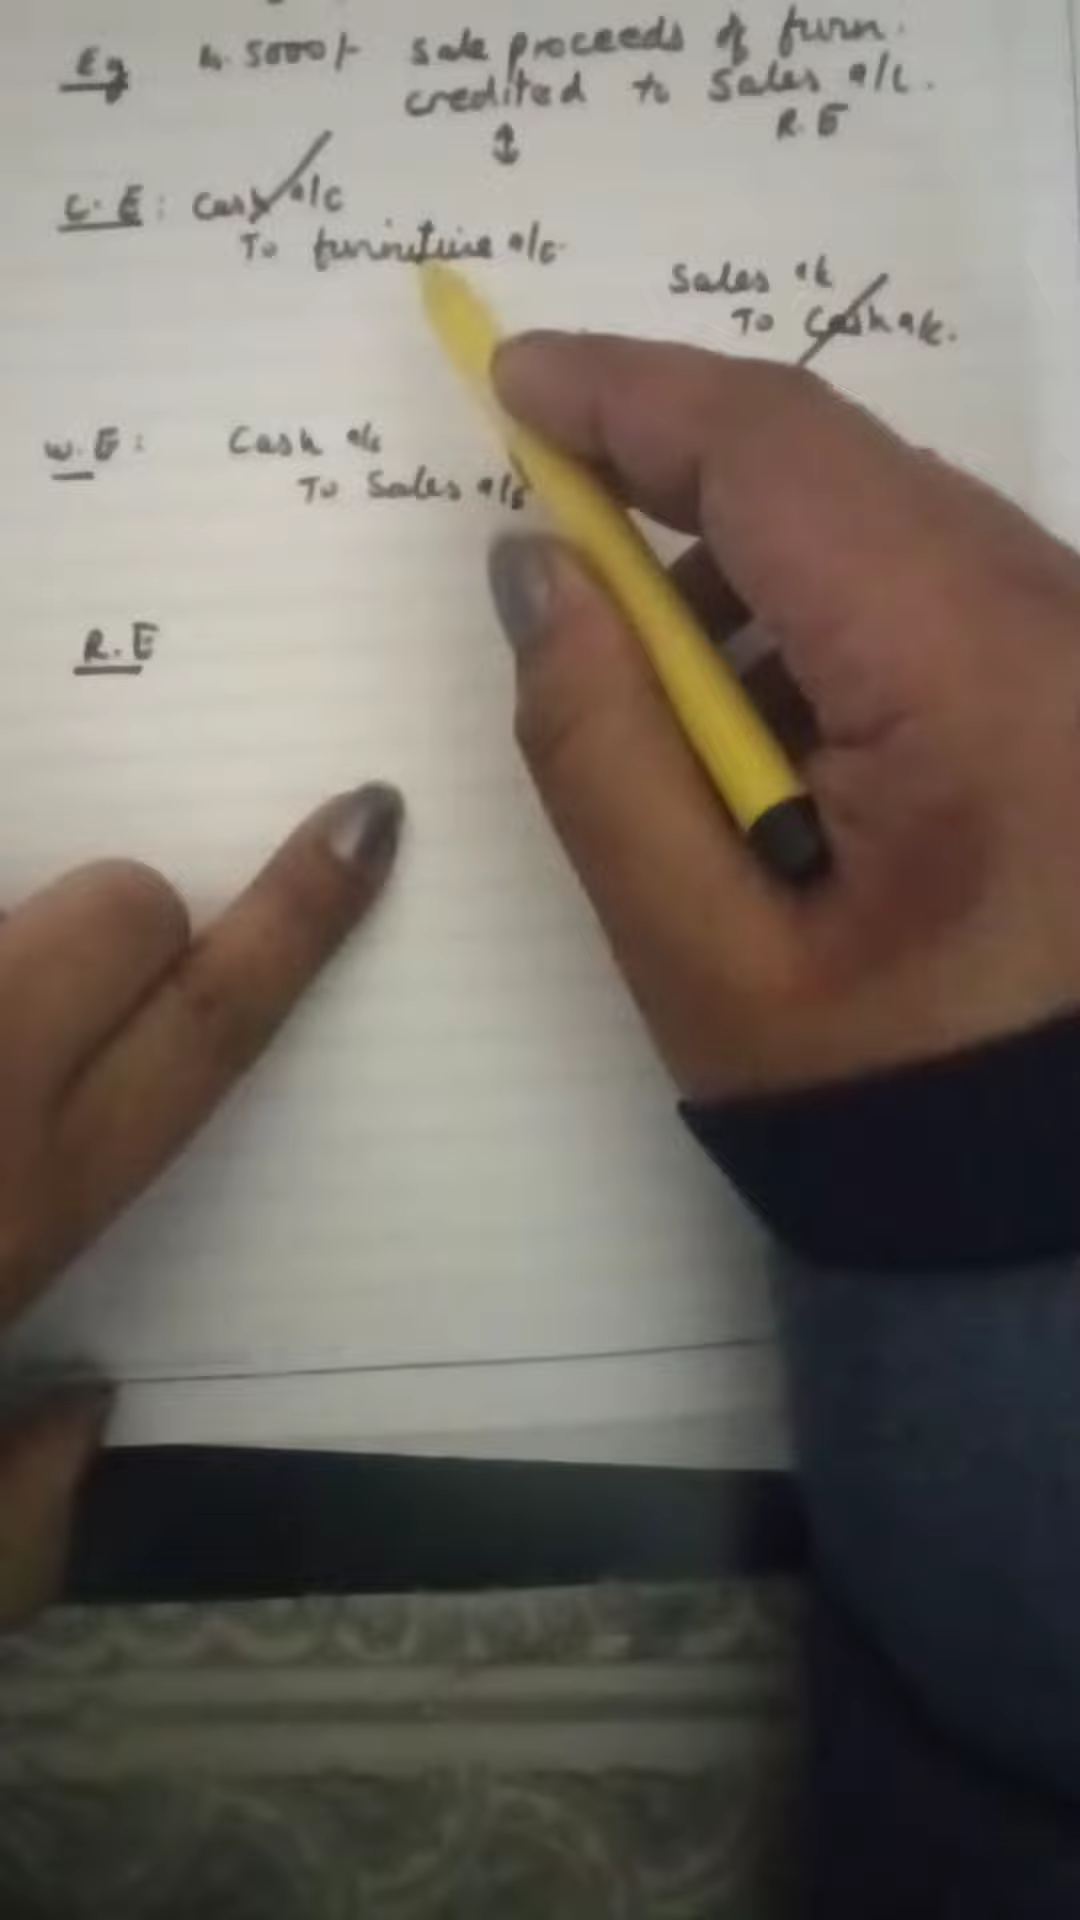 Eg Rs. 5000/- sale proceeds of furn.
credited to Sales a/c.
R.E
C.E: Cash a/c
To furniture a/c.
Sales a/c
To Cash a/c.
W.E: Cash a/c
To Sales a/c
R.E